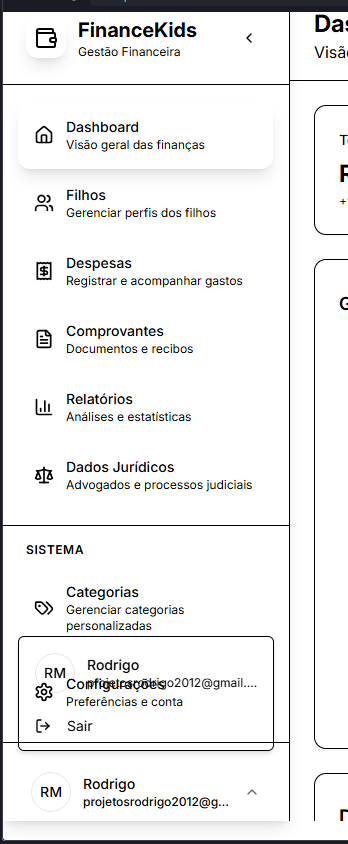 FinanceKids
Gestão Financeira
Das
Visã
Dashboard
Visão geral das finanças
Filhos
Gerenciar perfis dos filhos
Despesas
Registrar e acompanhar gastos
Comprovantes
Documentos e recibos
Relatórios
Análises e estatísticas
Dados Jurídicos
Advogados e processos judiciais
SISTEMA
Categorias
Gerenciar categorias
personalizadas
RM
Rodrigo
projetosrodrigo2012@gmail....
Configurações
Preferências e conta
Sair
RM
Rodrigo
projetosrodrigo2012@g...